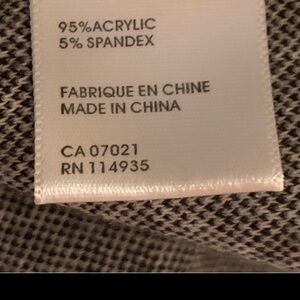 95%ACRYLIC
5% SPANDEX
FABRIQUE EN CHINE
MADE IN CHINA
CA 07021
RN 114935